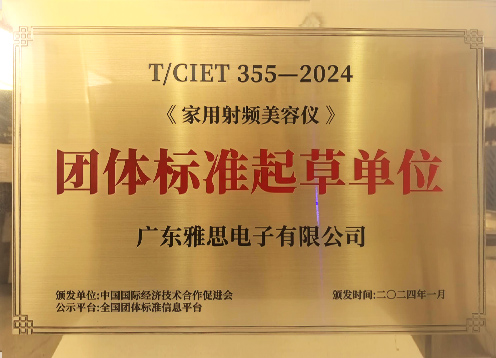 T/CIET 355—2024
《家用射频美容仪》
团体标准起草单位
广东雅思电子有限公司
颁发单位:中国国际经济技术合作促进会 颁发时间:二〇二四年一月
公示平台:全国团体标准信息平台